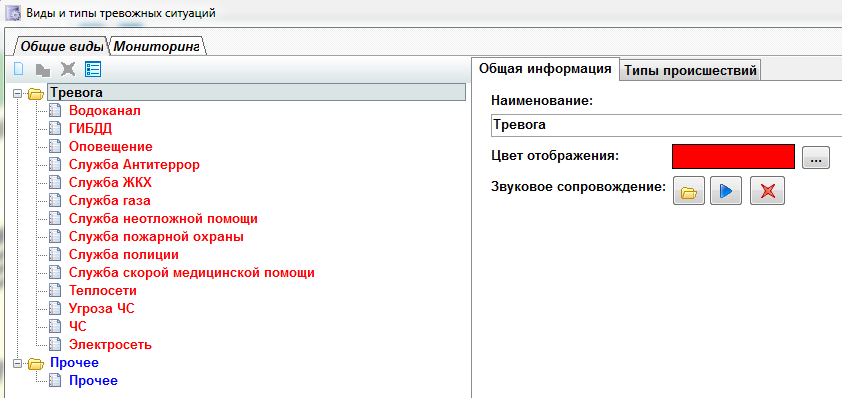 Виды и типы тревожных ситуаций
Общие виды Мониторинг
Тревога
Водоканал
ГИБДД
Оповещение
Служба Антитеррор
Служба ЖКХ
Служба газа
Служба неотложной помощи
Служба пожарной охраны
Служба полиции
Служба скорой медицинской помощи
Теплосети
Угроза ЧС
ЧС
Электросеть
Прочее
Прочее
Общая информация Типы происшествий
Наименование:
Тревога
Цвет отображения: ...
Звуковое сопровождение: